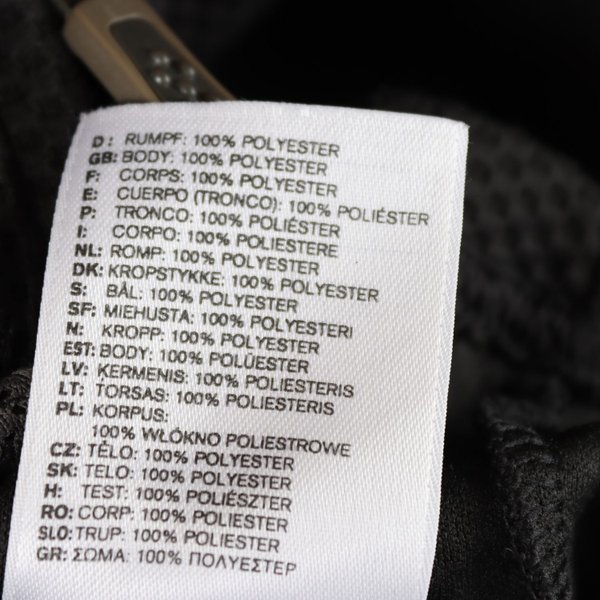 D: RUMPF: 100% POLYESTER
GB: BODY: 100% POLYESTER
F: CORPS: 100% POLYESTER
E: CUERPO (TRONCO): 100% POLIÉSTER
P: TRONCO: 100% POLIÉSTER
I: CORPO: 100% POLIESTERE
NL: ROMP: 100% POLYESTER
DK: KROPSTYKKE: 100% POLYESTER
S: BÅL: 100% POLYESTER
SF: MIEHUSTA: 100% POLYESTERI
N: KROPP: 100% POLYESTER
EST: BODY: 100% POLÜESTER
LV: KERMENIS: 100% POLIESTERIS
LT: TORSAS: 100% POLIESTERIS
PL: KORPUS:
100% WŁÓKNO POLIESTROWE
CZ: TĚLO: 100% POLYESTER
SK: TELO: 100% POLYESTER
H: TEST: 100% POLIÉSZTER
RO: CORP: 100% POLIESTER
SLO: TRUP: 100% POLIESTER
GR: ΣΩΜΑ: 100% ΠΟΛΥΕΣΤΕΡ